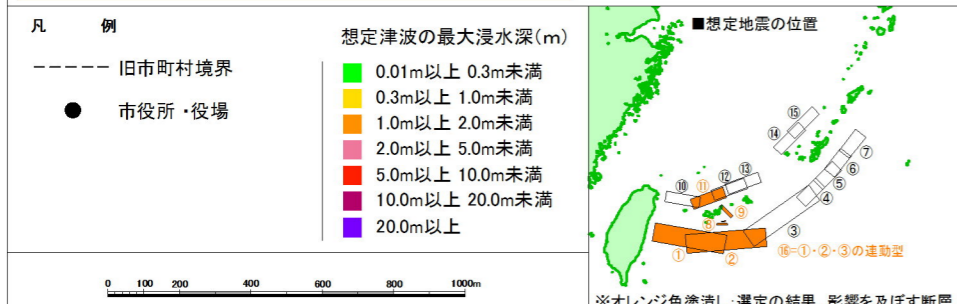 凡 例
旧市町村境界
市役所・役場
想定津波の最大浸水深(m)
0.01m以上 0.3m未満
0.3m以上 1.0m未満
1.0m以上 2.0m未満
2.0m以上 5.0m未満
5.0m以上 10.0m未満
10.0m以上 20.0m未満
20.0m以上
0 100 200 400 600 800 1000m
■想定地震の位置
⑮
⑭
⑦
⑥
⑤
④
⑬
⑫
⑪
⑩
⑨
⑧
③
①
②
⑯=①・②・③の連動型
※オレンジ色塗潰し:選定の結果、影響を及ぼす断層